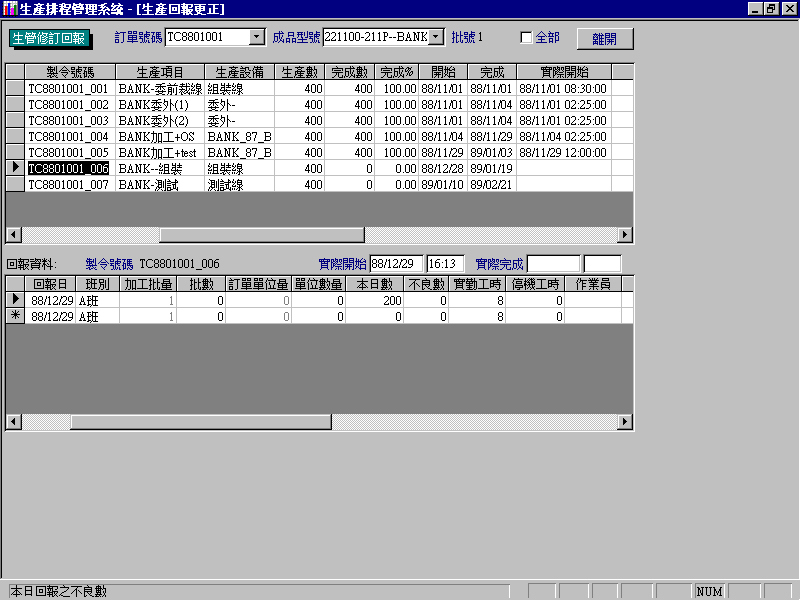 生產排程管理系統 - [生產回報更正]
生管修訂回報 訂單號碼 TC8801001 成品型號 221100-211P--BANK 批號 1 全部 離開
製令號碼 生產項目 生產設備 生產數 完成數 完成% 開始 完成 實際開始
TC8801001_001 BANK-委前裁線 組裝線 400 400 100.00 88/11/01 88/11/01 88/11/01 08:30:00
TC8801001_002 BANK委外(1) 委外- 400 400 100.00 88/11/01 88/11/04 88/11/01 02:25:00
TC8801001_003 BANK委外(2) 委外- 400 400 100.00 88/11/01 88/11/04 88/11/01 02:25:00
TC8801001_004 BANK加工+OS BANK_87_B 400 400 100.00 88/11/04 88/11/29 88/11/04 02:25:00
TC8801001_005 BANK加工+test BANK_87_B 400 400 100.00 88/11/29 89/01/03 88/11/29 12:00:00
TC8801001_006 BANK--組裝 組裝線 400 0 0.00 88/12/28 89/01/19
TC8801001_007 BANK-測試 測試線 400 0 0.00 89/01/10 89/02/21
回報資料: 製令號碼 TC8801001_006 實際開始 88/12/29 16:13 實際完成
回報日 班別 加工批量 批數 訂單單位量 單位數量 本日數 不良數 實勤工時 停機工時 作業員
88/12/29 A班 1 0 0 0 200 0 8 0
88/12/29 A班 1 0 0 0 0 0 8 0
本日回報之不良數 NUM